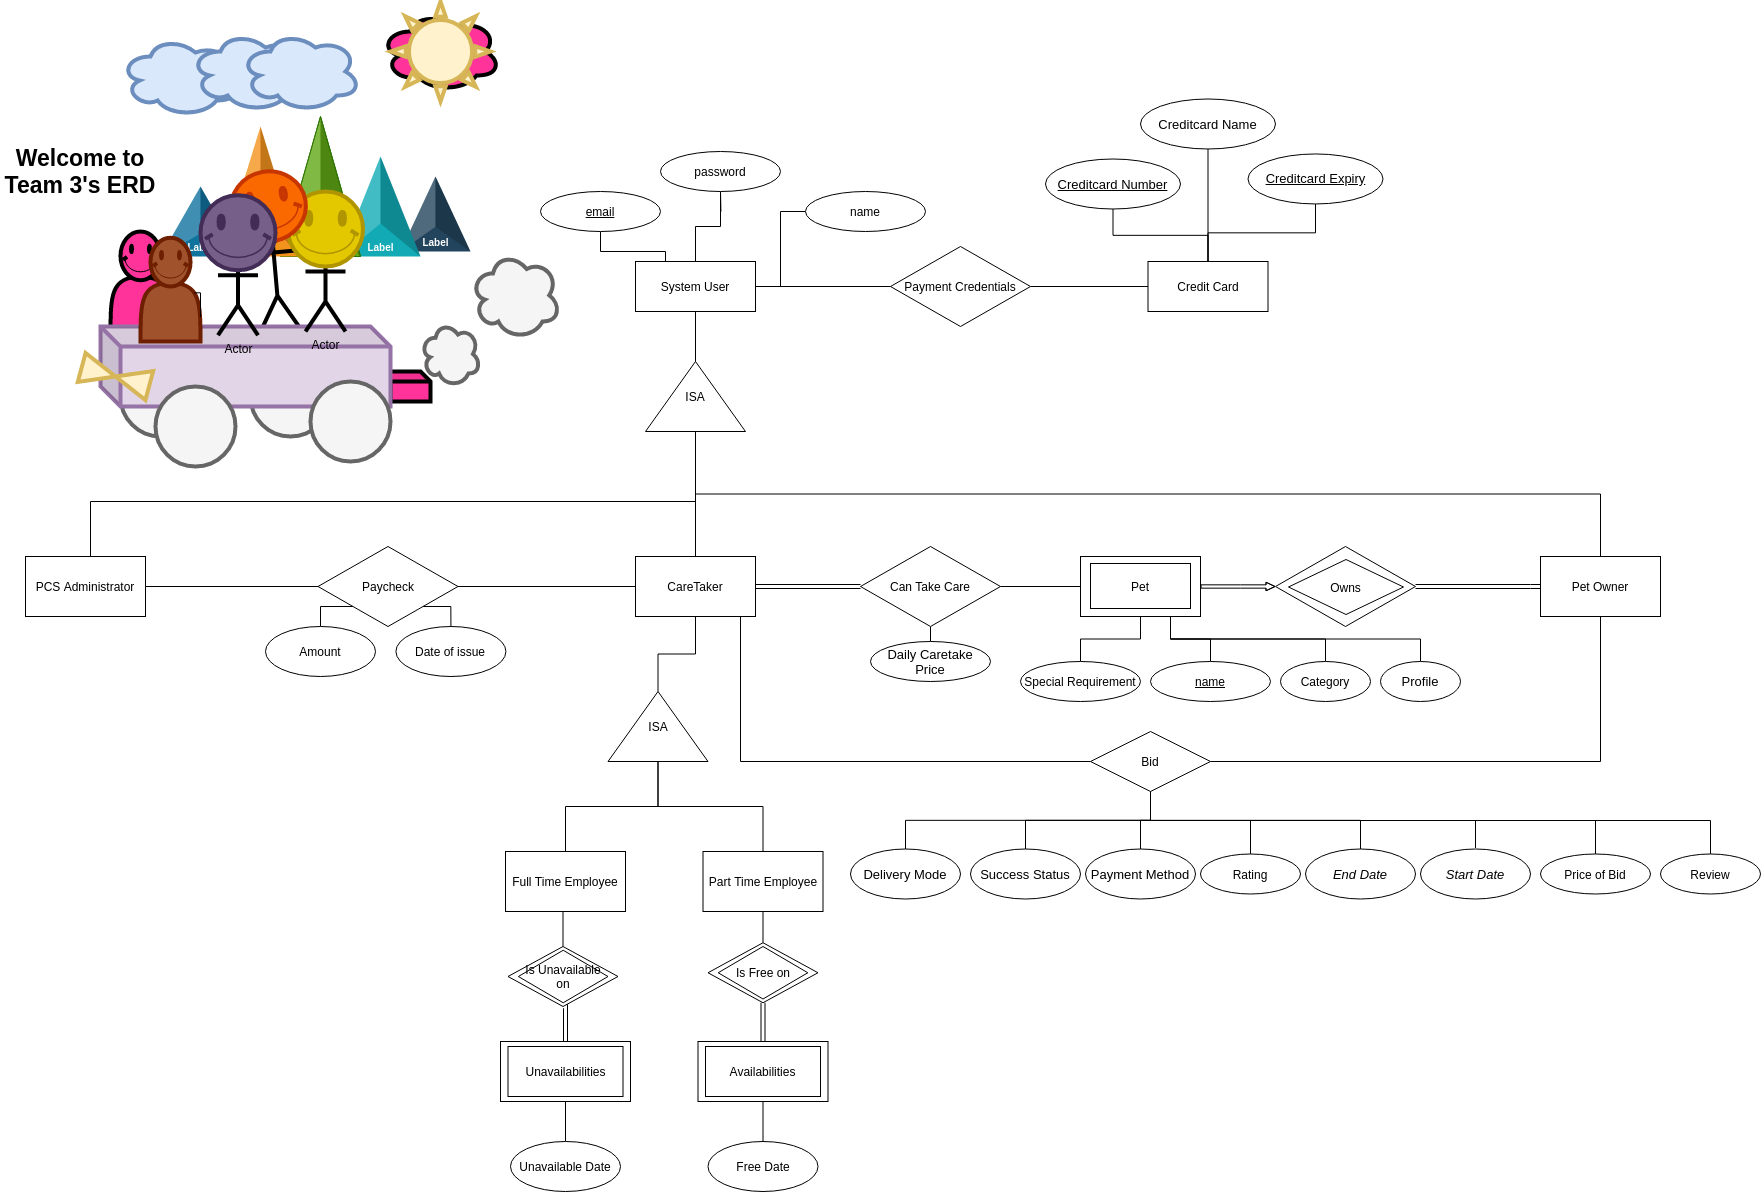 Welcome to
Team 3's ERD
Label
Label
Actor
Actor
email
password
name
System User
Payment Credentials
Creditcard Number
Creditcard Name
Creditcard Expiry
Credit Card
ISA
PCS Administrator
Paycheck
Amount
Date of issue
CareTaker
Can Take Care
Daily Caretake
Price
Pet
Owns
Pet Owner
Special Requirement
name
Category
Profile
ISA
Bid
Delivery Mode
Success Status
Payment Method
Rating
End Date
Start Date
Price of Bid
Review
Full Time Employee
Part Time Employee
Is Unavailable
on
Is Free on
Unavailabilities
Availabilities
Unavailable Date
Free Date